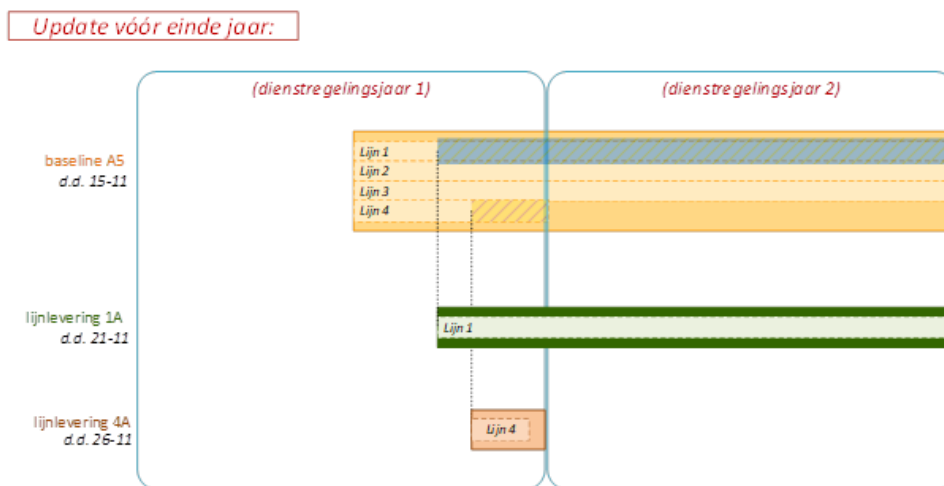 Update vóór einde jaar:
(dienstregelingsjaar 1)
(dienstregelingsjaar 2)
baseline A5
d.d. 15-11
Lijn 1
Lijn 2
Lijn 3
Lijn 4
lijnlevering 1A
d.d. 21-11
Lijn 1
lijnlevering 4A
d.d. 26-11
Lijn 4